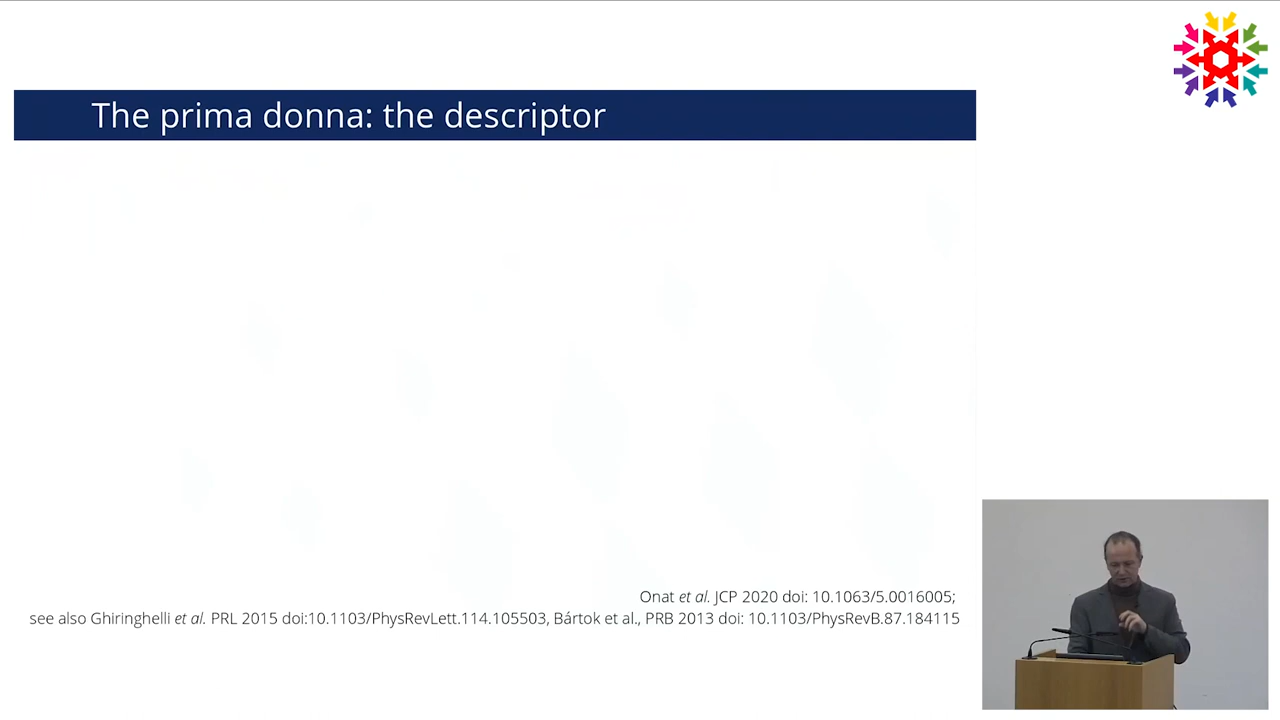 The prima donna: the descriptor
Onat et al. JCP 2020 doi: 10.1063/5.0016005;
see also Ghiringhelli et al. PRL 2015 doi:10.1103/PhysRevLett.114.105503, Bártok et al., PRB 2013 doi: 10.1103/PhysRevB.87.184115